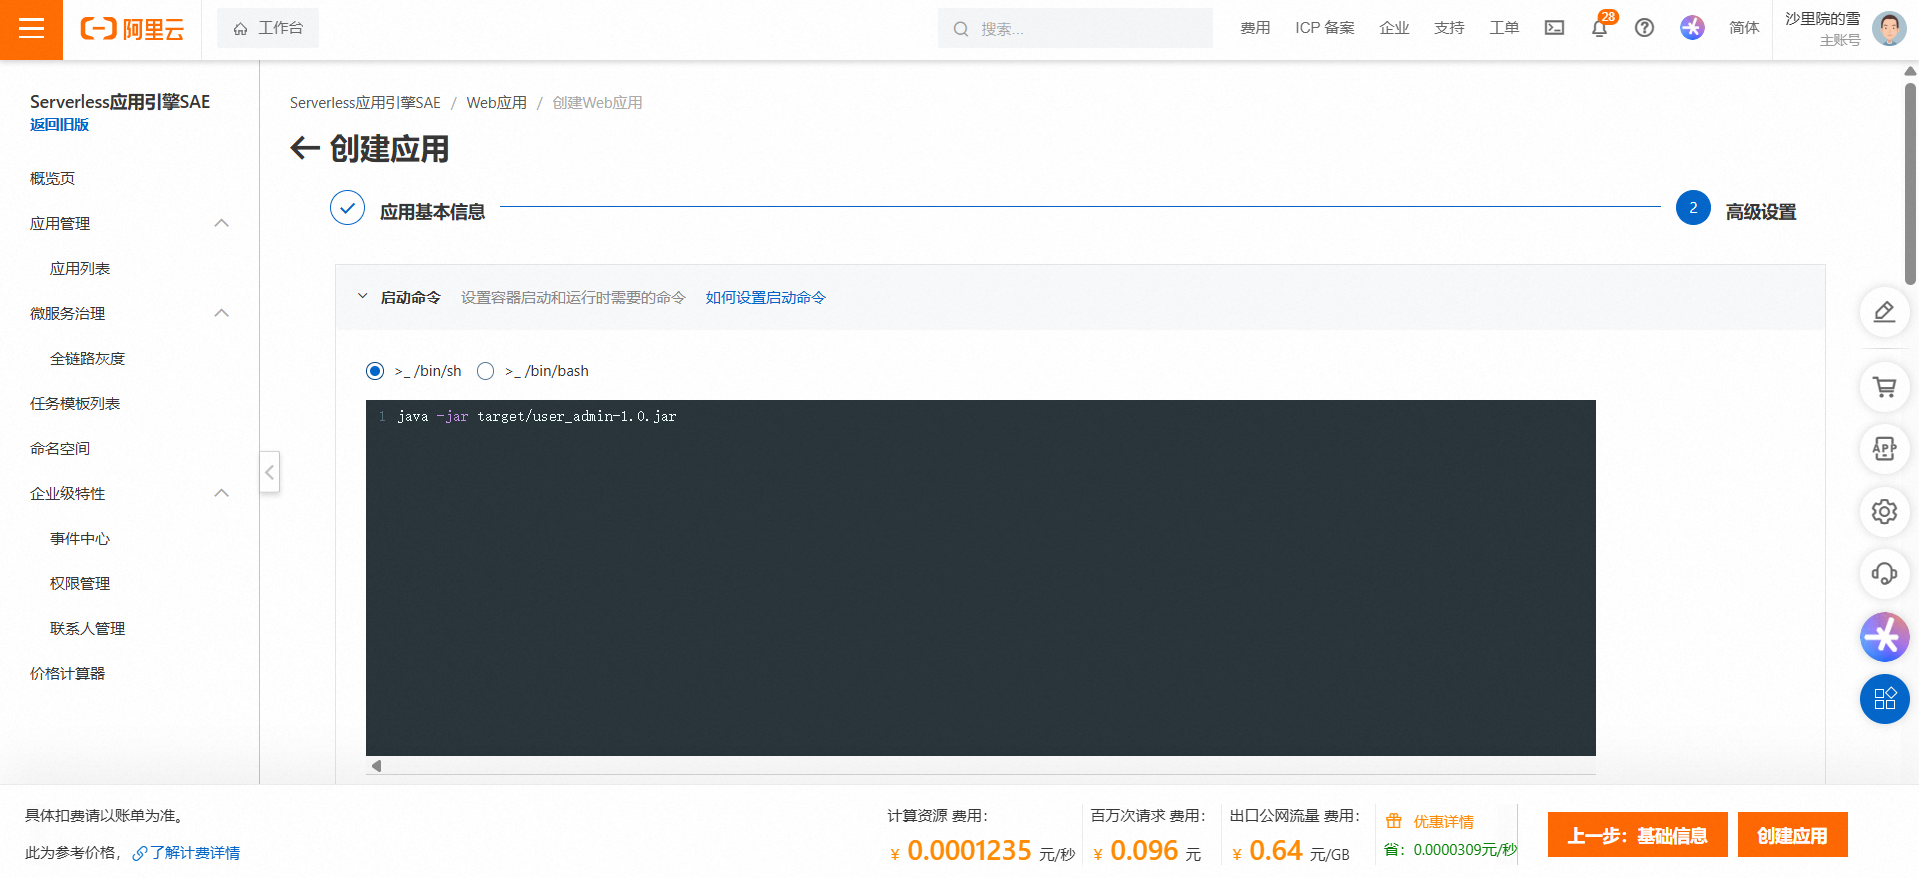 阿里云
工作台
搜索...
费用
ICP 备案
企业
支持
工单
28
简体
沙里院的雪
主账号
Serverless应用引擎SAE
返回旧版
概览页
应用管理
应用列表
微服务治理
全链路灰度
任务模板列表
命名空间
企业级特性
事件中心
权限管理
联系人管理
价格计算器
Serverless应用引擎SAE / Web应用 / 创建Web应用
创建应用
应用基本信息
2 高级设置
启动命令 设置容器启动和运行时需要的命令 如何设置启动命令
>_ /bin/sh >_ /bin/bash
1 java -jar target/user_admin-1.0.jar
APP
具体扣费请以账单为准。
此为参考价格， 了解计费详情
计算资源 费用：
¥ 0.0001235 元/秒
百万次请求 费用：
¥ 0.096 元
出口公网流量 费用：
¥ 0.64 元/GB
优惠详情
省： 0.0000309元/秒
上一步：基础信息
创建应用